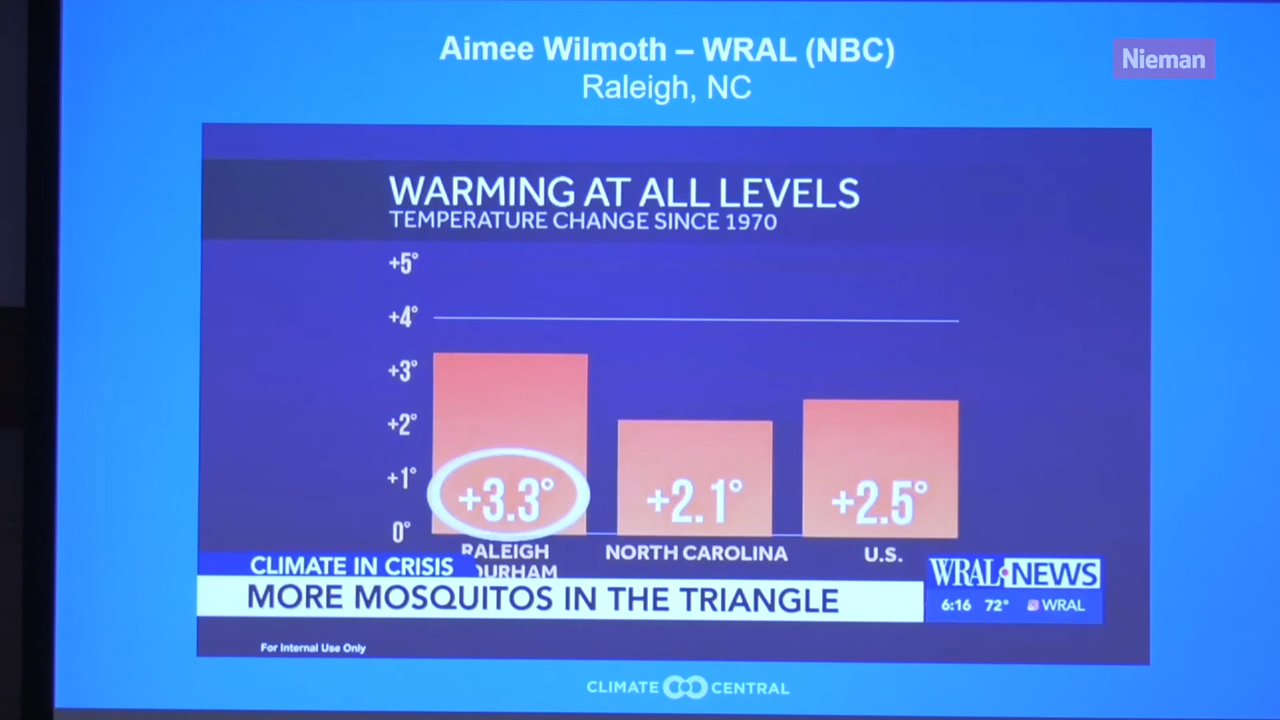 Aimee Wilmoth – WRAL (NBC)
Raleigh, NC
Nieman
WARMING AT ALL LEVELS
TEMPERATURE CHANGE SINCE 1970
+5°
+4°
+3°
+2°
+1°
0°
+3.3°
+2.1°
+2.5°
RALEIGH
DURHAM
NORTH CAROLINA
U.S.
CLIMATE IN CRISIS
MORE MOSQUITOS IN THE TRIANGLE
WRAL NEWS
6:16 72° WRAL
For Internal Use Only
CLIMATE CENTRAL